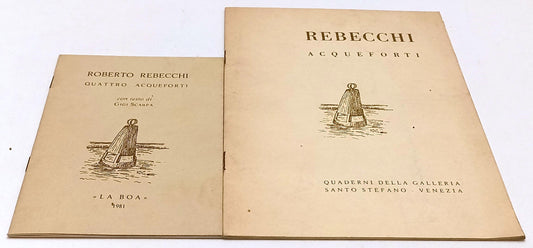 ROBERTO REBECCHI
QUATTRO ACQUEFORTI
con testo di
GIGI SCARPA
«LA BOA»
1981
REBECCHI
ACQUEFORTI
QUADERNI DELLA GALLERIA
SANTO STEFANO - VENEZIA